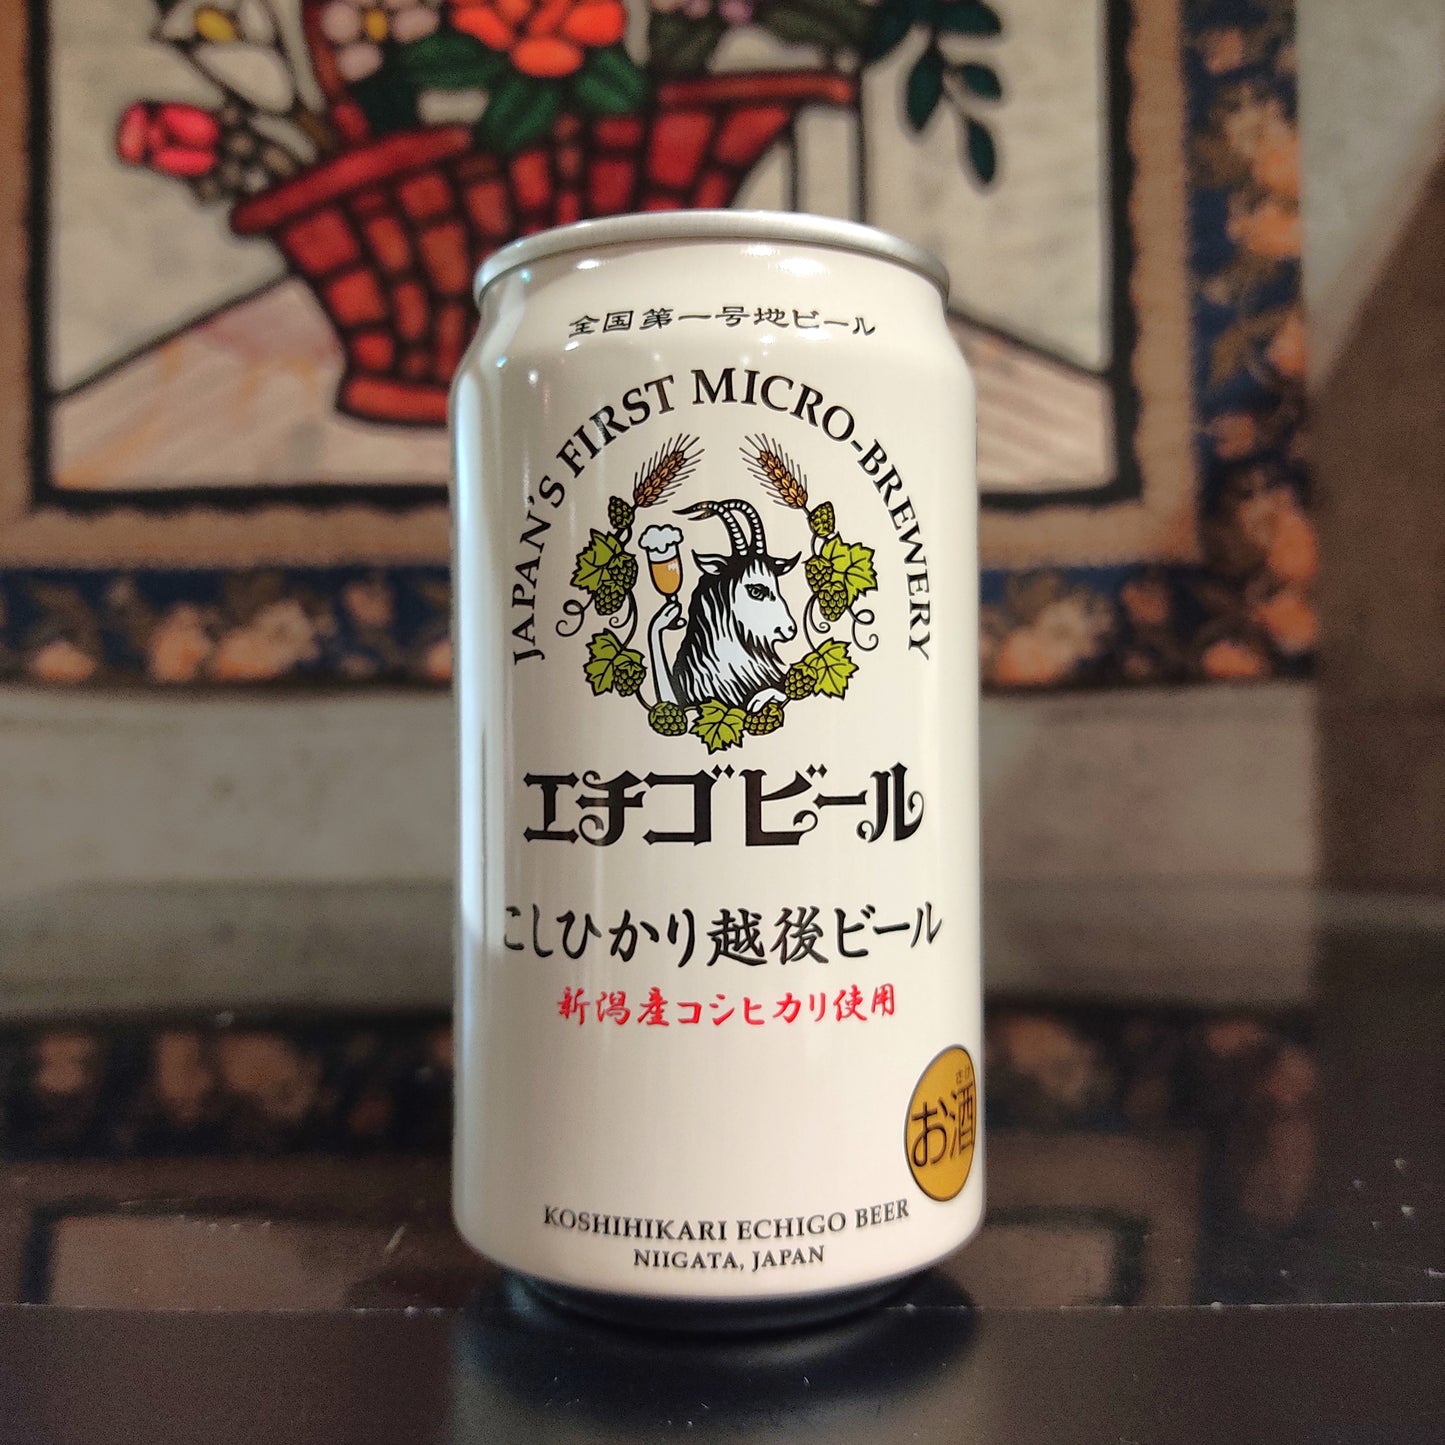 全国第一号地ビール
JAPAN'S FIRST MICRO-BREWERY
エチゴビール
こしひかり越後ビール
新潟産コシヒカリ使用
さけ
お酒
KOSHIHIKARI ECHIGO BEER
NIIGATA, JAPAN